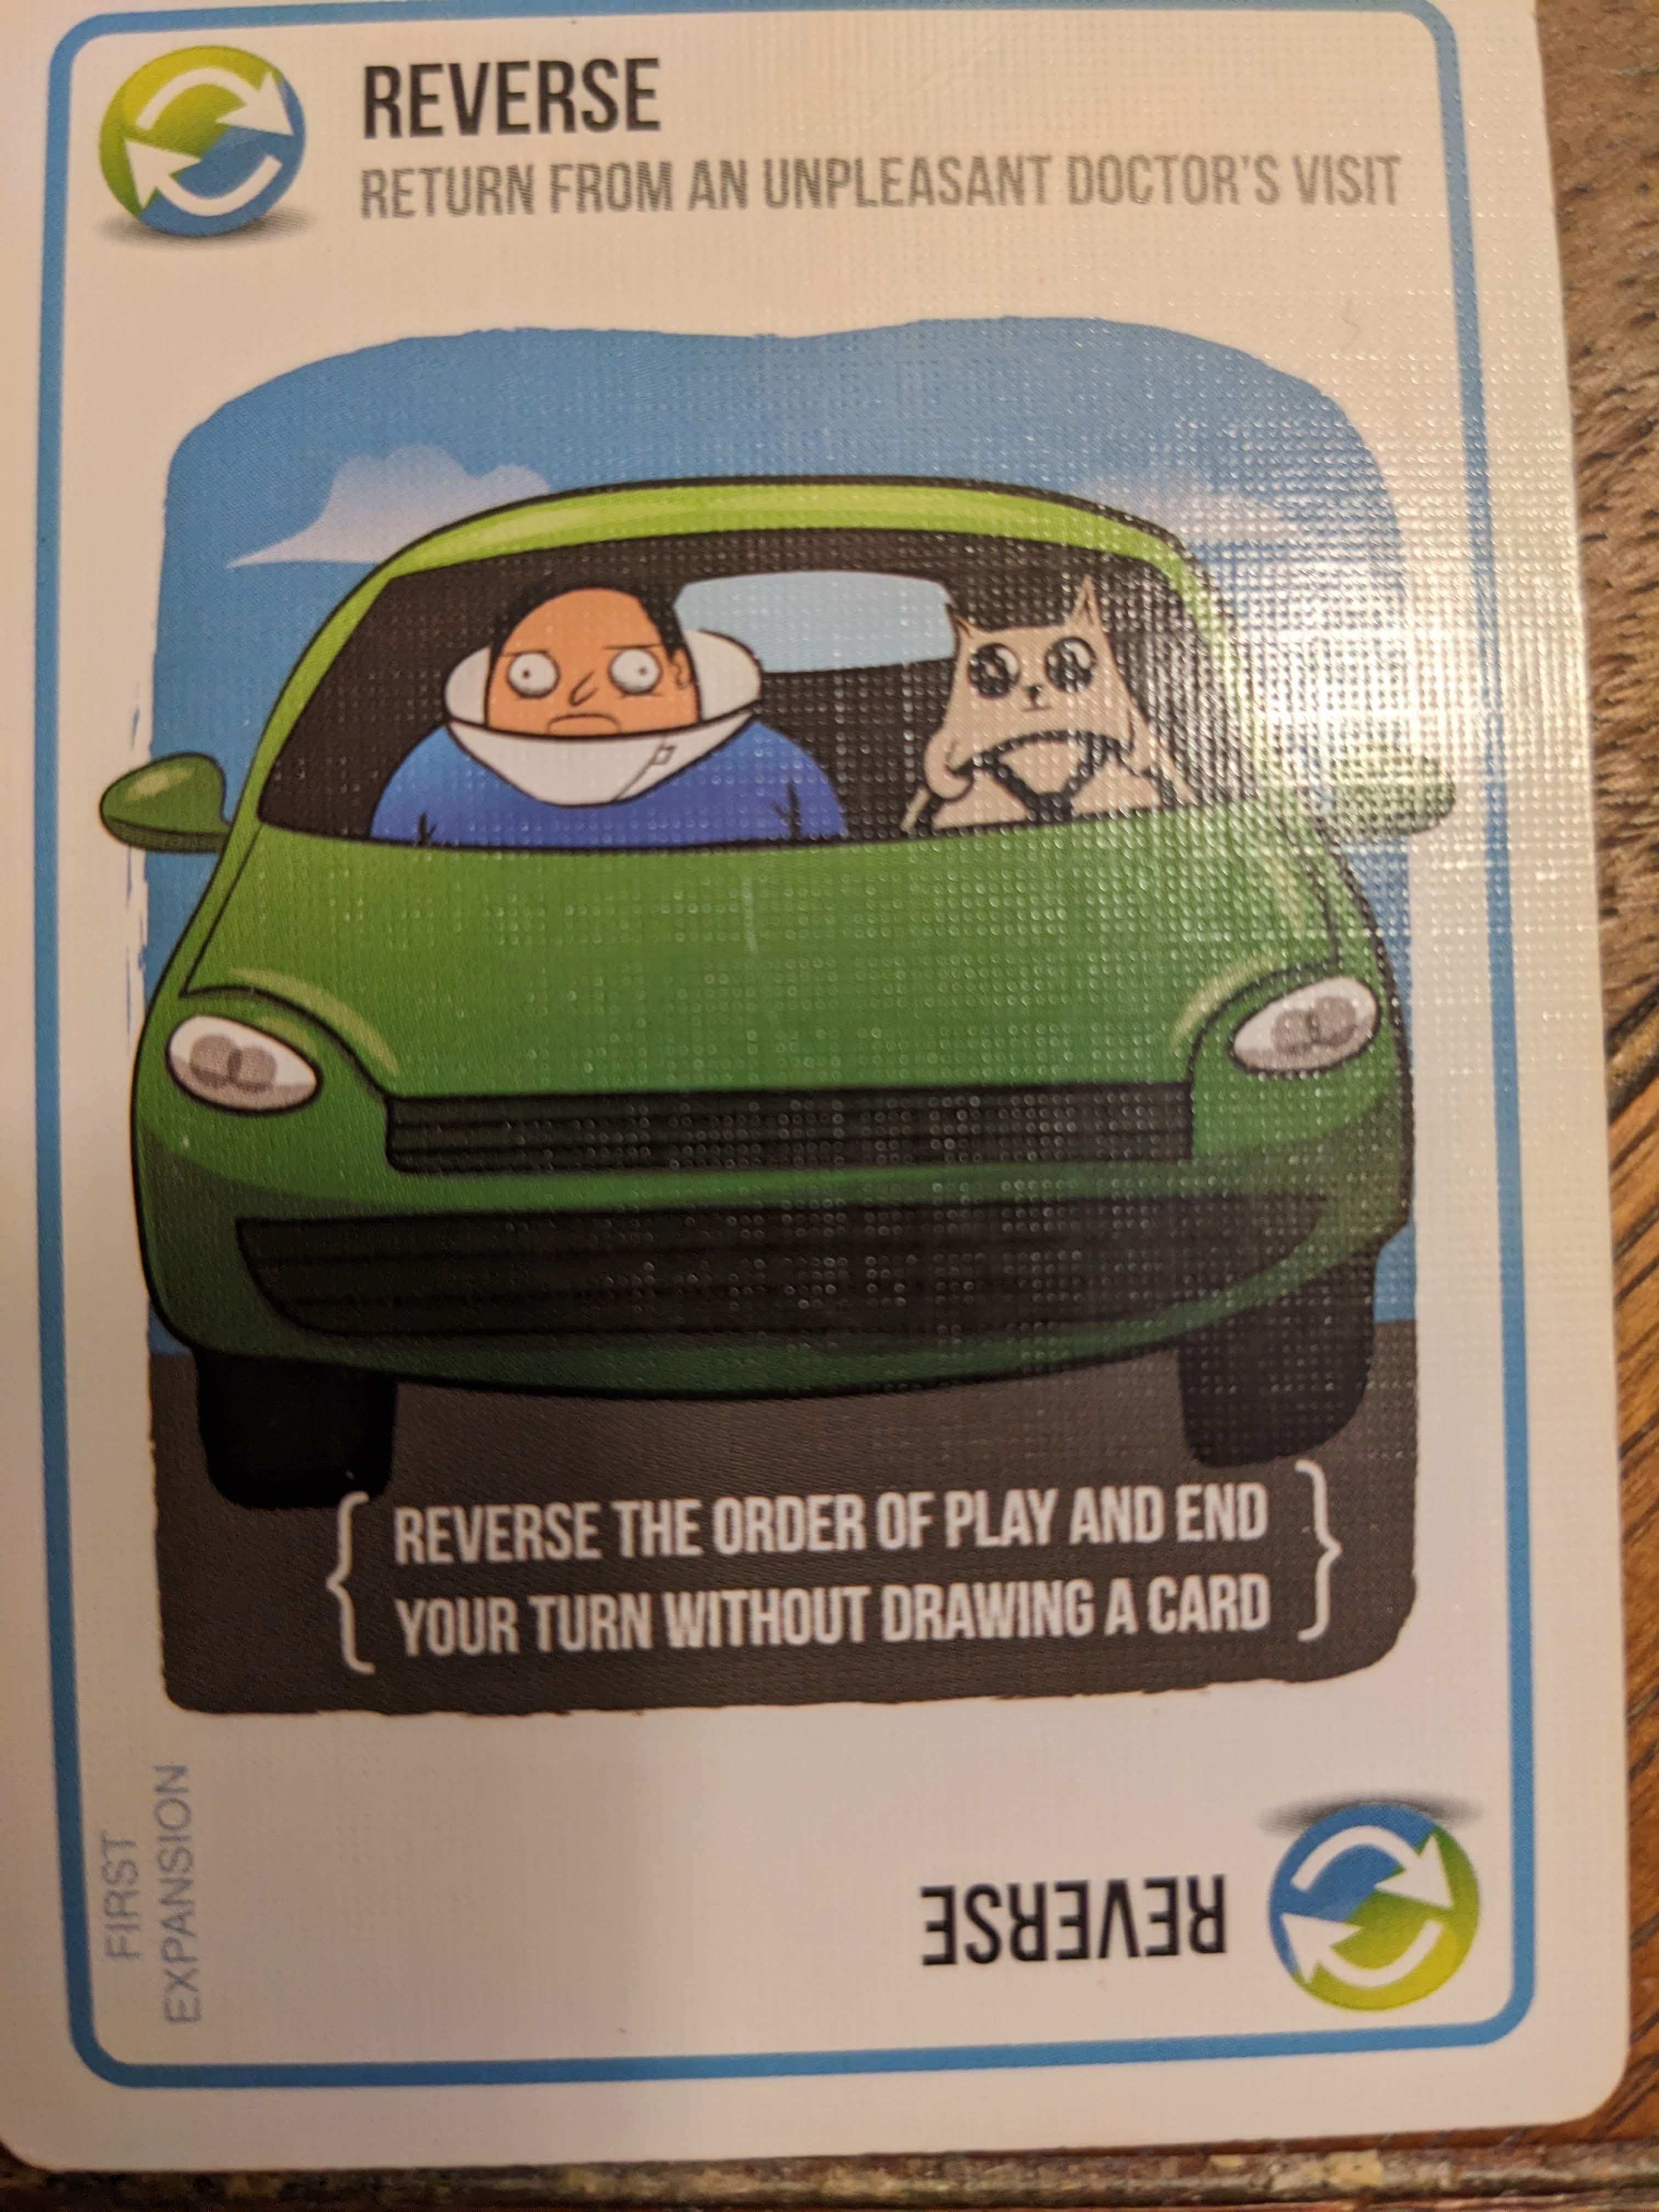 REVERSE
RETURN FROM AN UNPLEASANT DOCTOR'S VISIT
REVERSE THE ORDER OF PLAY AND END
YOUR TURN WITHOUT DRAWING A CARD
FIRST
EXPANSION
REVERSE